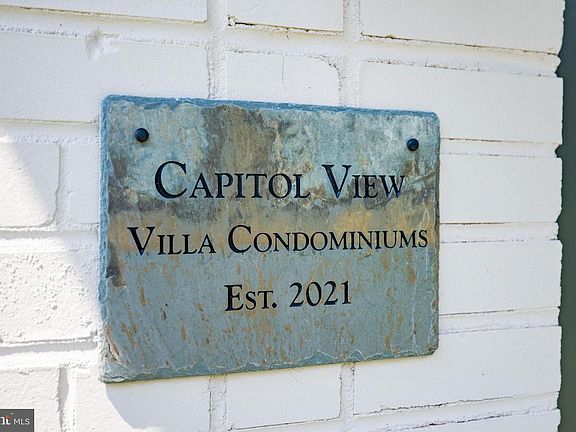 CAPITOL VIEW
VILLA CONDOMINIUMS
EST. 2021
MLS